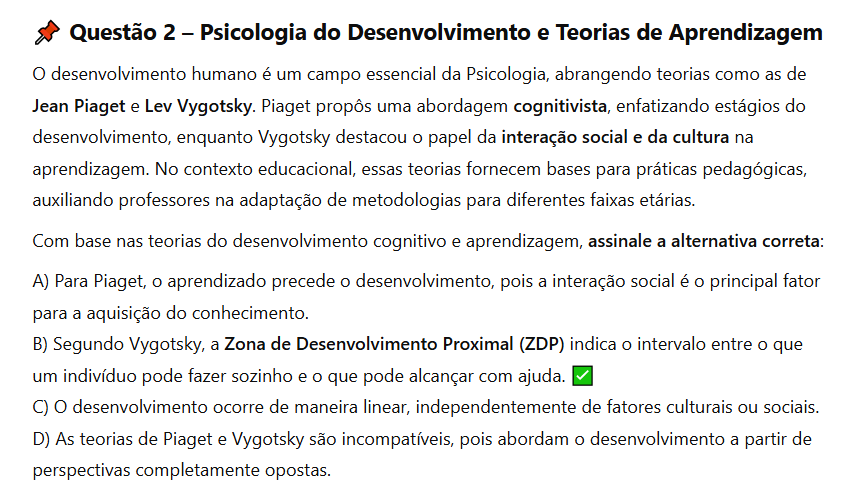 📌 Questão 2 – Psicologia do Desenvolvimento e Teorias de Aprendizagem
O desenvolvimento humano é um campo essencial da Psicologia, abrangendo teorias como as de
Jean Piaget e Lev Vygotsky. Piaget propôs uma abordagem cognitivista, enfatizando estágios do
desenvolvimento, enquanto Vygotsky destacou o papel da interação social e da cultura na
aprendizagem. No contexto educacional, essas teorias fornecem bases para práticas pedagógicas,
auxiliando professores na adaptação de metodologias para diferentes faixas etárias.
Com base nas teorias do desenvolvimento cognitivo e aprendizagem, assinale a alternativa correta:
A) Para Piaget, o aprendizado precede o desenvolvimento, pois a interação social é o principal fator
para a aquisição do conhecimento.
B) Segundo Vygotsky, a Zona de Desenvolvimento Proximal (ZDP) indica o intervalo entre o que
um indivíduo pode fazer sozinho e o que pode alcançar com ajuda. ✅
C) O desenvolvimento ocorre de maneira linear, independentemente de fatores culturais ou sociais.
D) As teorias de Piaget e Vygotsky são incompatíveis, pois abordam o desenvolvimento a partir de
perspectivas completamente opostas.